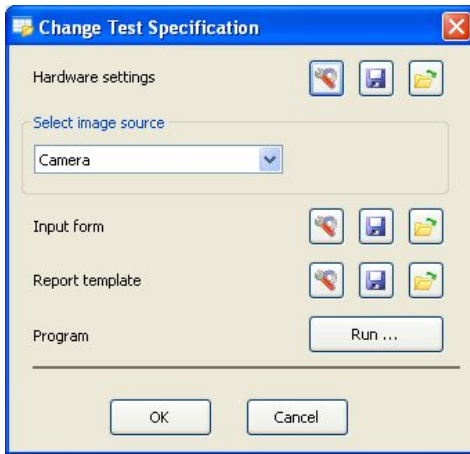 Change Test Specification
Hardware settings
Select image source
Camera
Input form
Report template
Program
Run ...
OK
Cancel